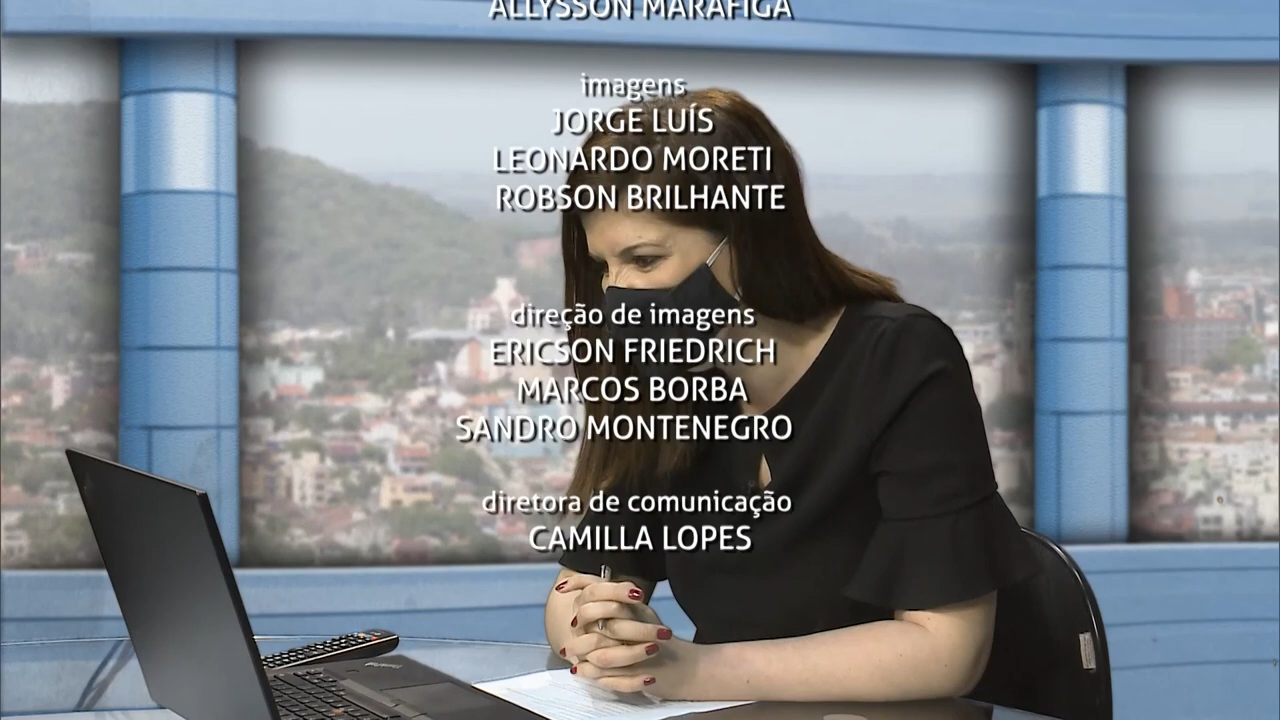 ALLYSSON MARAFIGA
imagens
JORGE LUÍS
LEONARDO MORETI
ROBSON BRILHANTE
direção de imagens
ERICSON FRIEDRICH
MARCOS BORBA
SANDRO MONTENEGRO
diretora de comunicação
CAMILLA LOPES